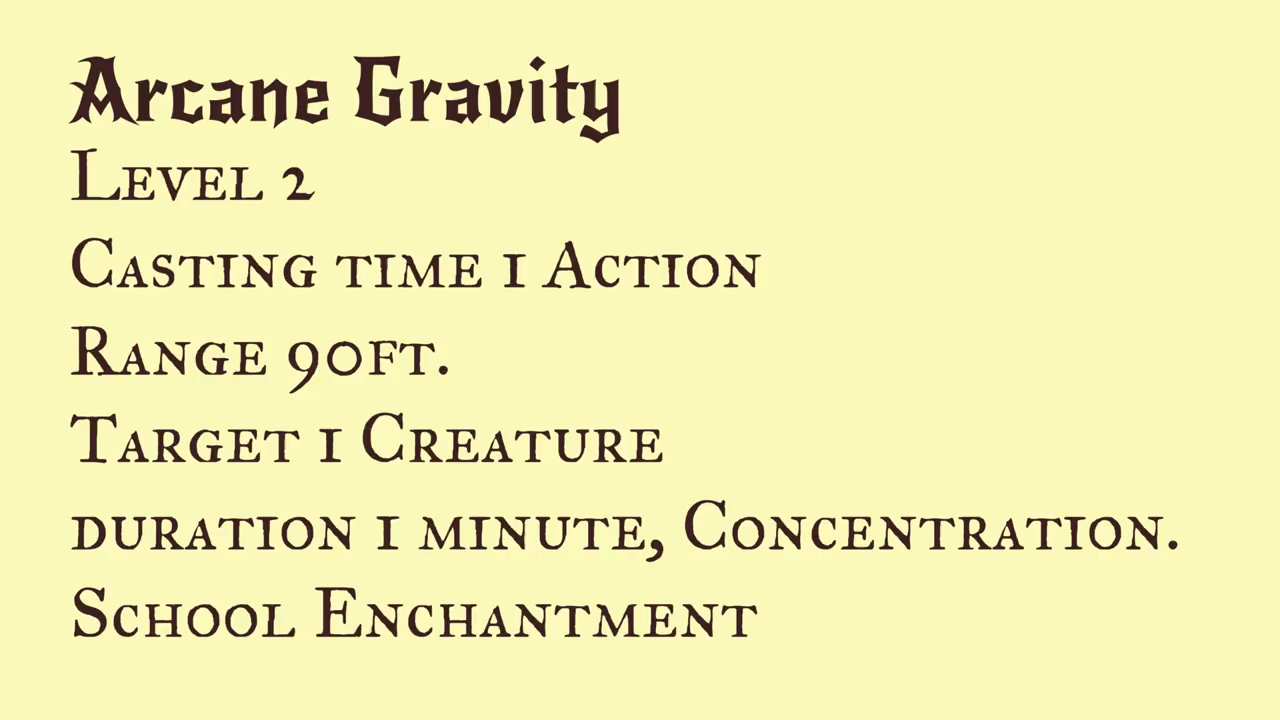 Arcane Gravity
Level 2
Casting time 1 Action
Range 90ft.
Target 1 Creature
duration 1 minute, Concentration.
School Enchantment